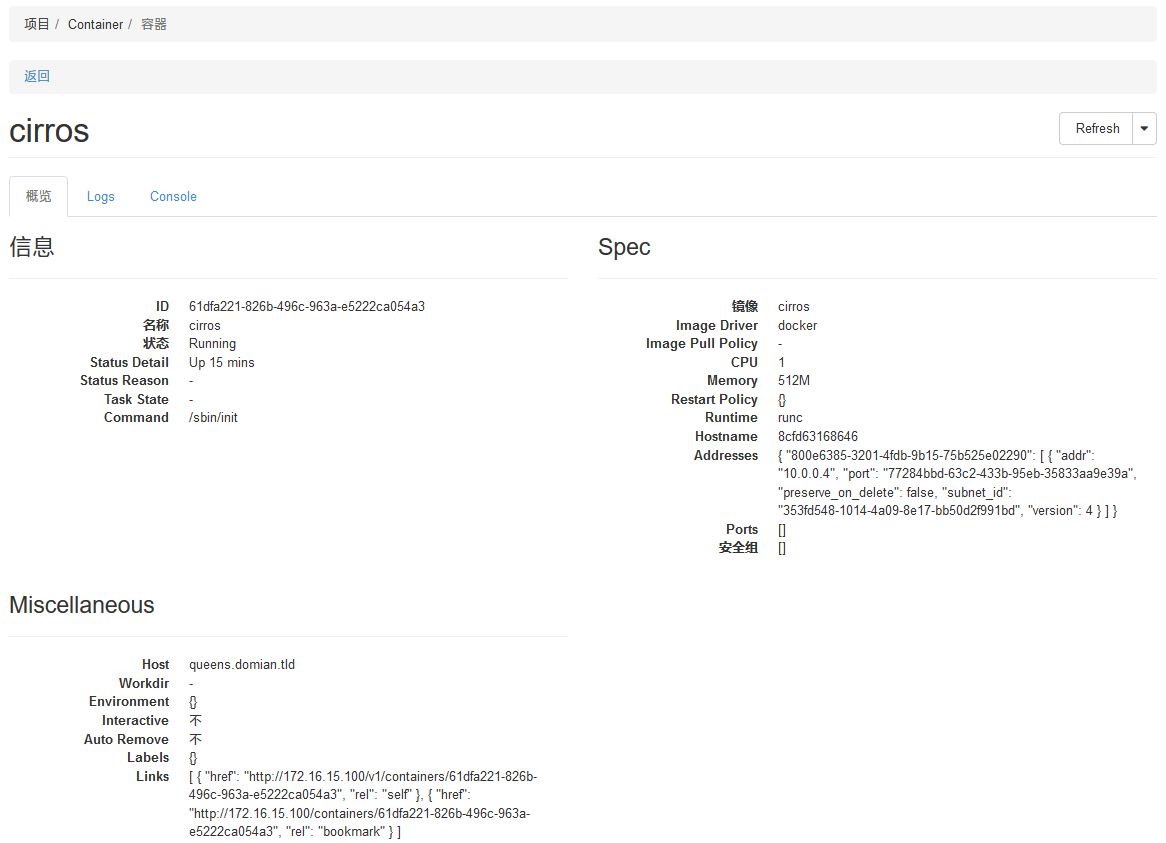 项目 / Container / 容器
返回
cirros
Refresh
概览 Logs Console
信息
ID 61dfa221-826b-496c-963a-e5222ca054a3
名称 cirros
状态 Running
Status Detail Up 15 mins
Status Reason -
Task State -
Command /sbin/init
Spec
镜像 cirros
Image Driver docker
Image Pull Policy -
CPU 1
Memory 512M
Restart Policy {}
Runtime runc
Hostname 8cfd63168646
Addresses { "800e6385-3201-4fdb-9b15-75b525e02290": [ { "addr":
"10.0.0.4", "port": "77284bbd-63c2-433b-95eb-35833aa9e39a",
"preserve_on_delete": false, "subnet_id":
"353fd548-1014-4a09-8e17-bb50d2f991bd", "version": 4 } ] }
Ports []
安全组 []
Miscellaneous
Host queens.domian.tld
Workdir -
Environment {}
Interactive 不
Auto Remove 不
Labels {}
Links [ { "href": "http://172.16.15.100/v1/containers/61dfa221-826b-
496c-963a-e5222ca054a3", "rel": "self" }, { "href":
"http://172.16.15.100/containers/61dfa221-826b-496c-963a-
e5222ca054a3", "rel": "bookmark" } ]